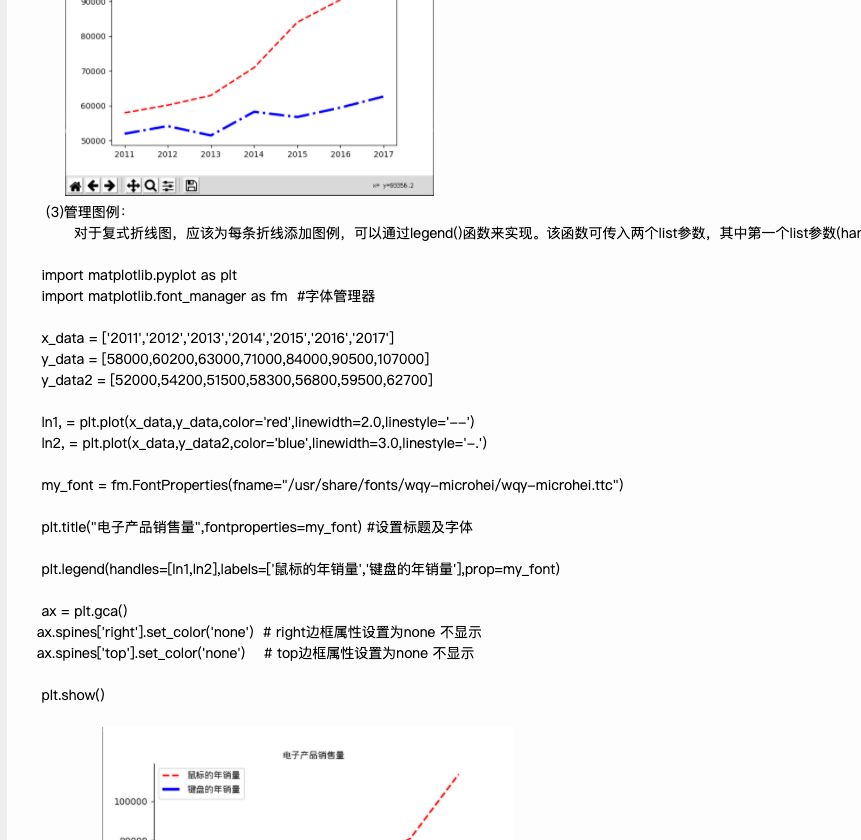 90000
80000
70000
60000
50000
2011 2012 2013 2014 2015 2016 2017
x= y=93356.2
(3)管理图例：
对于复式折线图，应该为每条折线添加图例，可以通过legend()函数来实现。该函数可传入两个list参数，其中第一个list参数(har
import matplotlib.pyplot as plt
import matplotlib.font_manager as fm #字体管理器
x_data = ['2011','2012','2013','2014','2015','2016','2017']
y_data = [58000,60200,63000,71000,84000,90500,107000]
y_data2 = [52000,54200,51500,58300,56800,59500,62700]
ln1, = plt.plot(x_data,y_data,color='red',linewidth=2.0,linestyle='--')
ln2, = plt.plot(x_data,y_data2,color='blue',linewidth=3.0,linestyle='-.')
my_font = fm.FontProperties(fname="/usr/share/fonts/wqy-microhei/wqy-microhei.ttc")
plt.title("电子产品销售量",fontproperties=my_font) #设置标题及字体
plt.legend(handles=[ln1,ln2],labels=['鼠标的年销量','键盘的年销量'],prop=my_font)
ax = plt.gca()
ax.spines['right'].set_color('none') # right边框属性设置为none 不显示
ax.spines['top'].set_color('none') # top边框属性设置为none 不显示
plt.show()
电子产品销售量
鼠标的年销量
键盘的年销量
100000